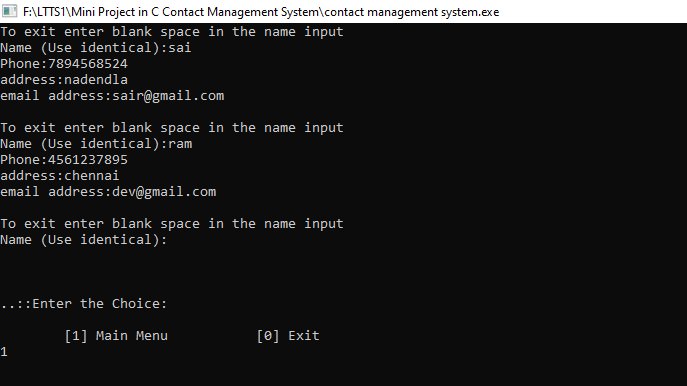 F:\LTTS1\Mini Project in C Contact Management System\contact management system.exe
To exit enter blank space in the name input
Name (Use identical):sai
Phone:7894568524
address:nadendla
email address:sair@gmail.com
To exit enter blank space in the name input
Name (Use identical):ram
Phone:4561237895
address:chennai
email address:dev@gmail.com
To exit enter blank space in the name input
Name (Use identical):
..::Enter the Choice:
[1] Main Menu [0] Exit
1